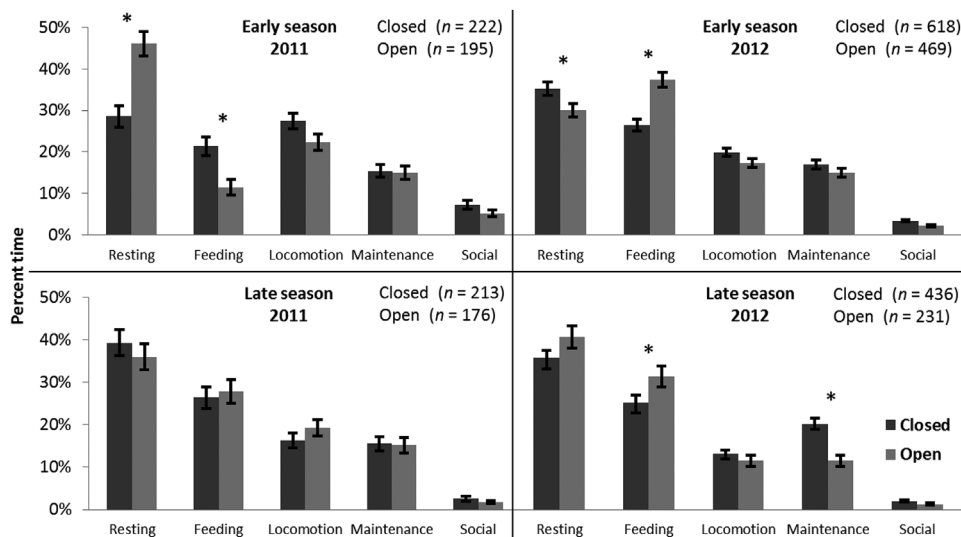 Percent time
50%
40%
30%
20%
10%
0%
*
*
Early season
2011
Closed (n = 222)
Open (n = 195)
Resting Feeding Locomotion Maintenance Social
*
*
Early season
2012
Closed (n = 618)
Open (n = 469)
Resting Feeding Locomotion Maintenance Social
50%
40%
30%
20%
10%
0%
Late season
2011
Closed (n = 213)
Open (n = 176)
Resting Feeding Locomotion Maintenance Social
Late season
2012
Closed (n = 436)
Open (n = 231)
*
*
Closed
Open
Resting Feeding Locomotion Maintenance Social